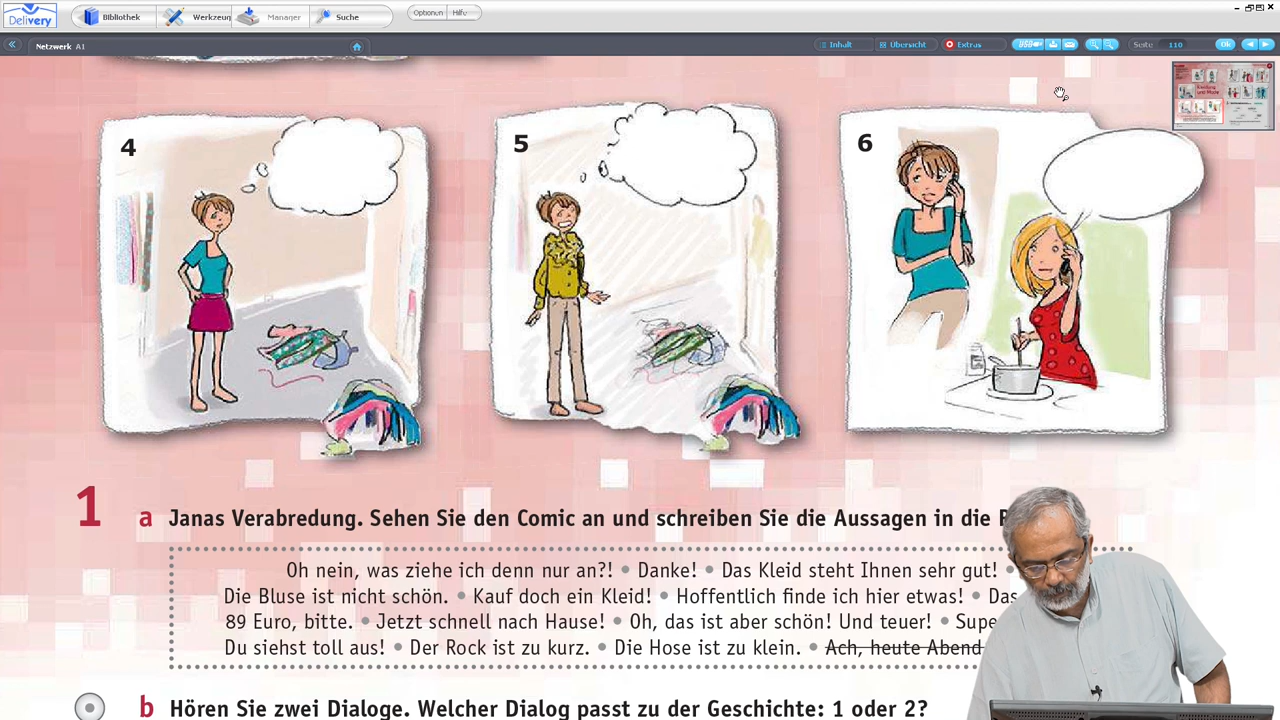 Delivery Bibliothek Werkzeug Manager Suche Optionen Hilfe
Netzwerk A1 Inhalt Übersicht Extras USB Seite 110 Ok
4 5 6
1 a Janas Verabredung. Sehen Sie den Comic an und schreiben Sie die Aussagen in die
Oh nein, was ziehe ich denn nur an?! • Danke! • Das Kleid steht Ihnen sehr gut! •
Die Bluse ist nicht schön. • Kauf doch ein Kleid! • Hoffentlich finde ich hier etwas! • Das
89 Euro, bitte. • Jetzt schnell nach Hause! • Oh, das ist aber schön! Und teuer! •
Du siehst toll aus! • Der Rock ist zu kurz. • Die Hose ist zu klein. • Ach, heute Abend
b Hören Sie zwei Dialoge. Welcher Dialog passt zu der Geschichte: 1 oder 2?